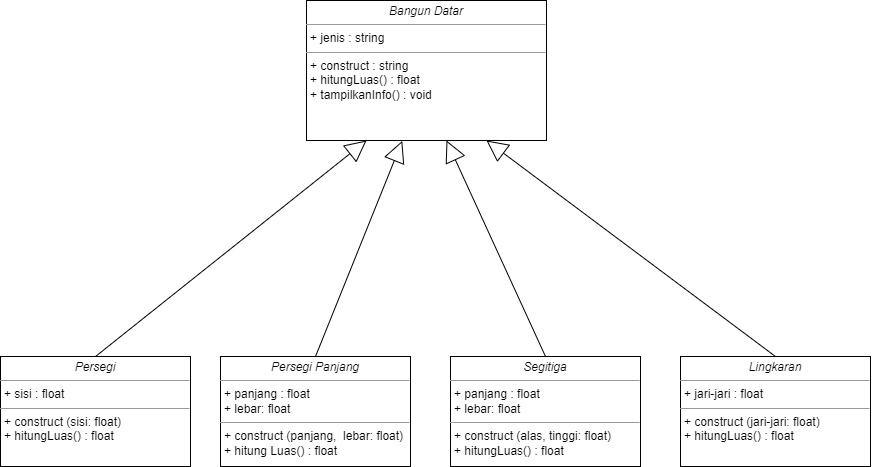 Bangun Datar
+ jenis : string
+ construct : string
+ hitungLuas() : float
+ tampilkanInfo() : void
Persegi
+ sisi : float
+ construct (sisi: float)
+ hitungLuas() : float
Persegi Panjang
+ panjang : float
+ lebar: float
+ construct (panjang, lebar: float)
+ hitung Luas() : float
Segitiga
+ panjang : float
+ lebar: float
+ construct (alas, tinggi: float)
+ hitungLuas() : float
Lingkaran
+ jari-jari : float
+ construct (jari-jari: float)
+ hitungLuas() : float